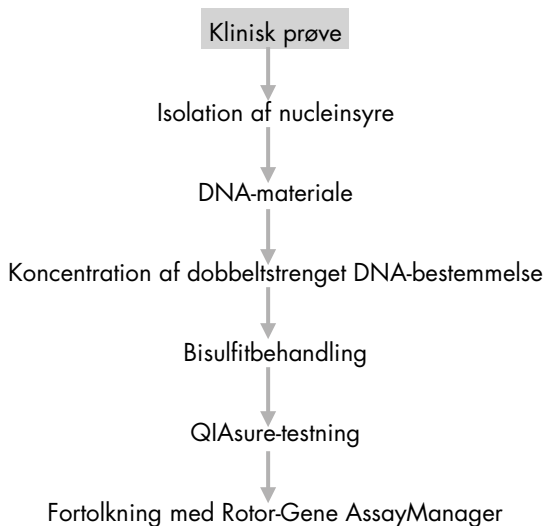 Klinisk prøve
Isolation af nucleinsyre
DNA-materiale
Koncentration af dobbeltstrenget DNA-bestemmelse
Bisulfitbehandling
QIAsure-testning
Fortolkning med Rotor-Gene AssayManager